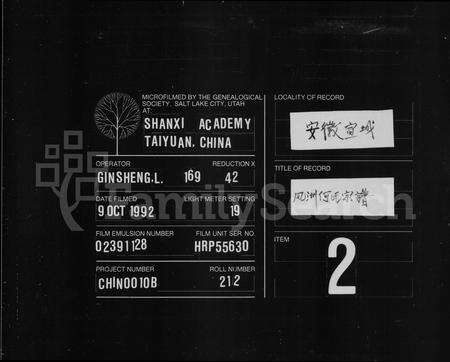 MICROFILMED BY THE GENEALOGICAL
SOCIETY, SALT LAKE CITY, UTAH
AT:
SHANXI ACADEMY
TAIYUAN, CHINA
OPERATOR
REDUCTION X
GINSHENG.L. 169 42
DATE FILMED
LIGHT METER SETTING
9 OCT 1992 19
FILM EMULSION NUMBER
FILM UNIT SER. NO.
02391128 HRP55630
PROJECT NUMBER
ROLL NUMBER
CHIN0010B 212
LOCALITY OF RECORD
安徽宣城
TITLE OF RECORD
风洲何氏宗譜
ITEM
2
FamilySearch